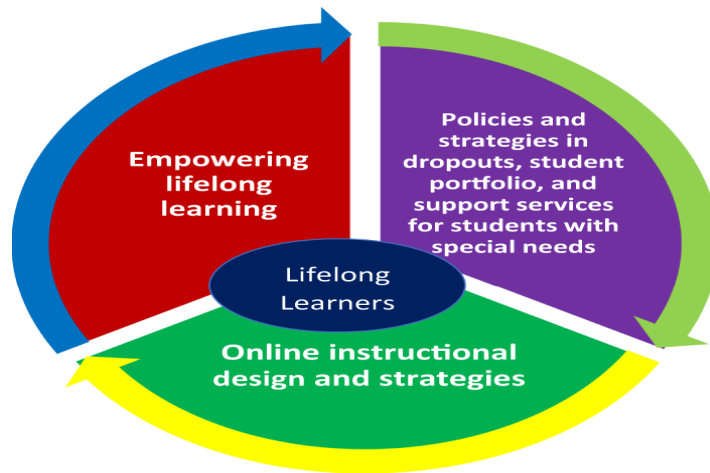 Empowering
lifelong
learning
Policies and
strategies in
dropouts, student
portfolio, and
support services
for students with
special needs
Lifelong
Learners
Online instructional
design and strategies